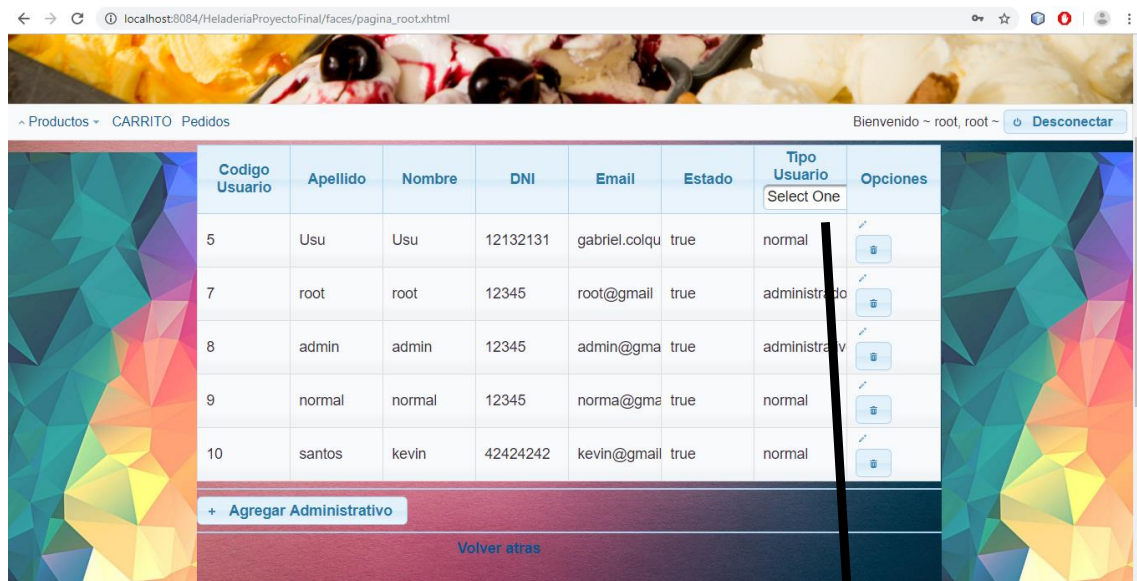 localhost:8084/HeladeriaProyectoFinal/faces/pagina_root.xhtml
Productos CARRITO Pedidos Bienvenido ~ root, root ~ Desconectar
Codigo Usuario Apellido Nombre DNI Email Estado Tipo Usuario Opciones
Select One
5 Usu Usu 12132131 gabriel.colqu true normal
7 root root 12345 root@gmail true administrado
8 admin admin 12345 admin@gma true administrativ
9 normal normal 12345 norma@gma true normal
10 santos kevin 42424242 kevin@gmail true normal
+ Agregar Administrativo
Volver atras